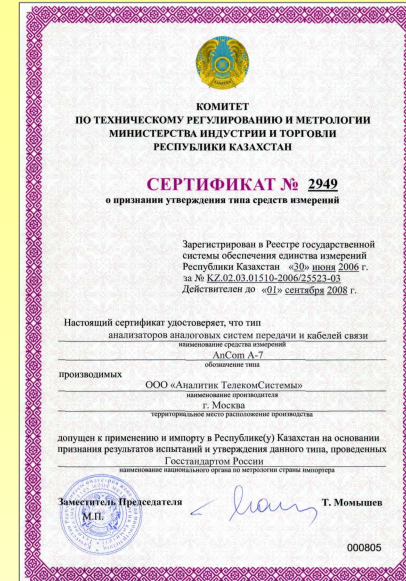 КОМИТЕТ
ПО ТЕХНИЧЕСКОМУ РЕГУЛИРОВАНИЮ И МЕТРОЛОГИИ
МИНИСТЕРСТВА ИНДУСТРИИ И ТОРГОВЛИ
РЕСПУБЛИКИ КАЗАХСТАН
СЕРТИФИКАТ № 2949
о признании утверждения типа средств измерений
Зарегистрирован в Реестре государственной
системы обеспечения единства измерений
Республики Казахстан «30» июня 2006 г.
за № KZ.02.03.01510-2006/25523-03
Действителен до «01» сентября 2008 г.
Настоящий сертификат удостоверяет, что тип
анализаторов аналоговых систем передачи и кабелей связи
наименование средства измерений
AnCom A-7
обозначение типа
производимых
ООО «Аналитик ТелекомСистемы»
наименование производителя
г. Москва
территориальное место расположение производства
допущен к применению и импорту в Республике(у) Казахстан на основании
признания результатов испытаний и утверждения данного типа, проведенных
Госстандартом России
наименование национального органа по метрологии страны импортера
Заместитель Председателя Т. Момышев
М.П.
000805